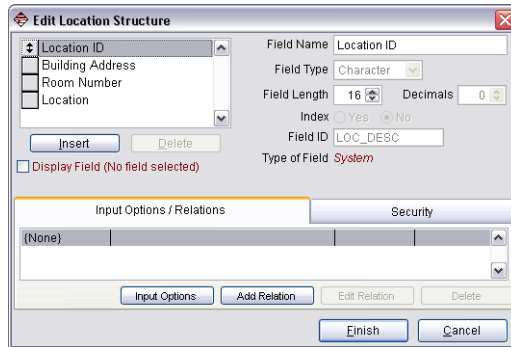 Edit Location Structure
Location ID
Building Address
Room Number
Location
Insert
Delete
Display Field (No field selected)
Field Name Location ID
Field Type Character
Field Length 16 Decimals 0
Index Yes No
Field ID LOC_DESC
Type of Field System
Input Options / Relations
Security
{None}
Input Options
Add Relation
Edit Relation
Delete
Finish
Cancel